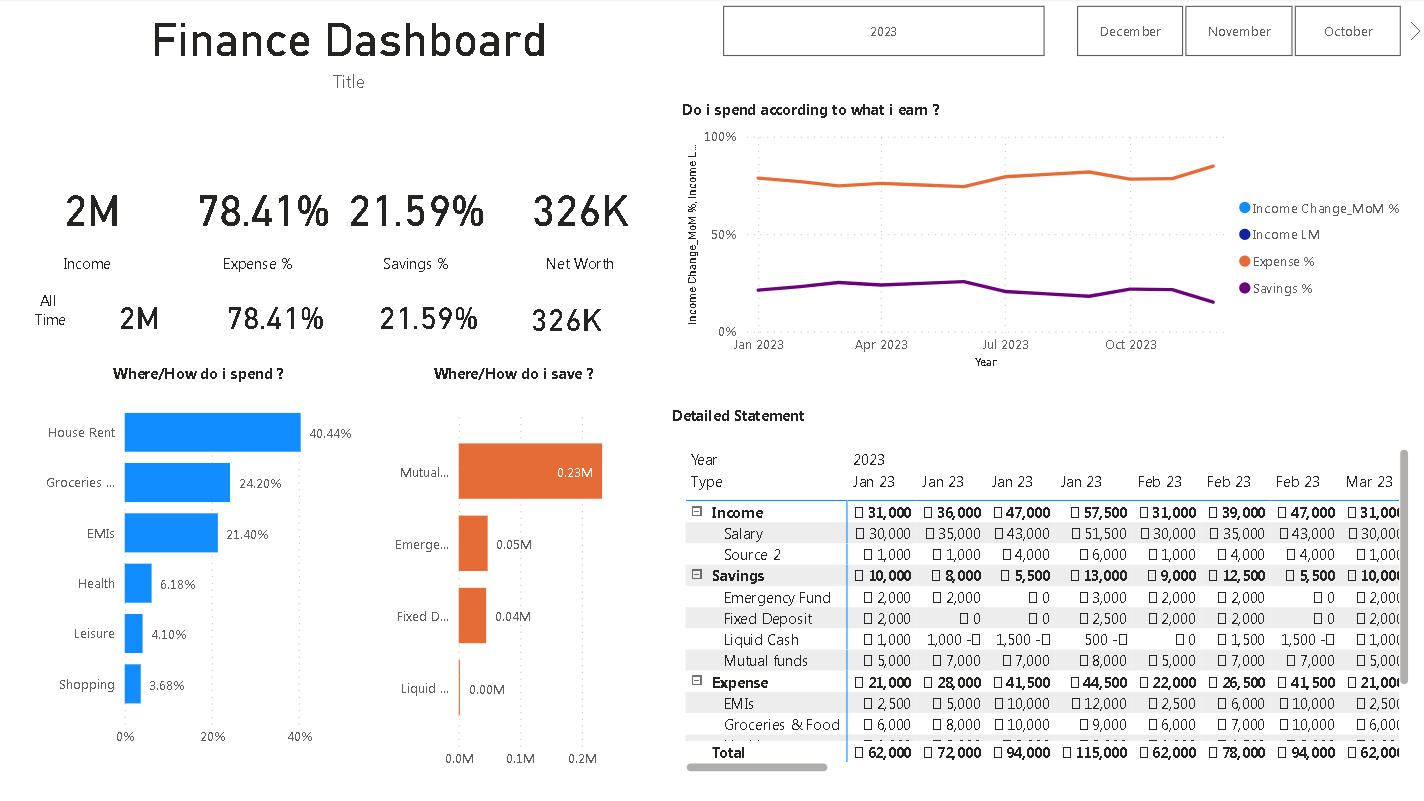 Finance Dashboard
Title
2023
December
November
October
2M
78.41%
21.59%
326K
Income
Expense %
Savings %
Net Worth
All
Time
2M
78.41%
21.59%
326K
Where/How do i spend ?
House Rent
40.44%
Groceries ...
24.20%
EMIs
21.40%
Health
6.18%
Leisure
4.10%
Shopping
3.68%
0%
20%
40%
Where/How do i save ?
Mutual...
0.23M
Emerge...
0.05M
Fixed D...
0.04M
Liquid ...
0.00M
0.0M
0.1M
0.2M
Do i spend according to what i earn ?
Income Change_MoM %, Income L...
100%
50%
0%
Jan 2023
Apr 2023
Jul 2023
Oct 2023
Year
Income Change_MoM %
Income LM
Expense %
Savings %
Detailed Statement
Year 2023
Type Jan 23 Jan 23 Jan 23 Jan 23 Feb 23 Feb 23 Feb 23 Mar 23
Income 31,000 36,000 47,000 57,500 31,000 39,000 47,000 31,000
Salary 30,000 35,000 43,000 51,500 30,000 35,000 43,000 30,000
Source 2 1,000 1,000 4,000 6,000 1,000 4,000 4,000 1,000
Savings 10,000 8,000 5,500 13,000 9,000 12,500 5,500 10,000
Emergency Fund 2,000 2,000 0 3,000 2,000 2,000 0 2,000
Fixed Deposit 2,000 0 0 2,500 2,000 2,000 0 2,000
Liquid Cash 1,000 1,000 - 1,500 - 500 - 0 1,500 1,500 - 1,000
Mutual funds 5,000 7,000 7,000 8,000 5,000 7,000 7,000 5,000
Expense 21,000 28,000 41,500 44,500 22,000 26,500 41,500 21,000
EMIs 2,500 5,000 10,000 12,000 2,500 6,000 10,000 2,500
Groceries & Food 6,000 8,000 10,000 9,000 6,000 7,000 10,000 6,000
Total 62,000 72,000 94,000 115,000 62,000 78,000 94,000 62,000